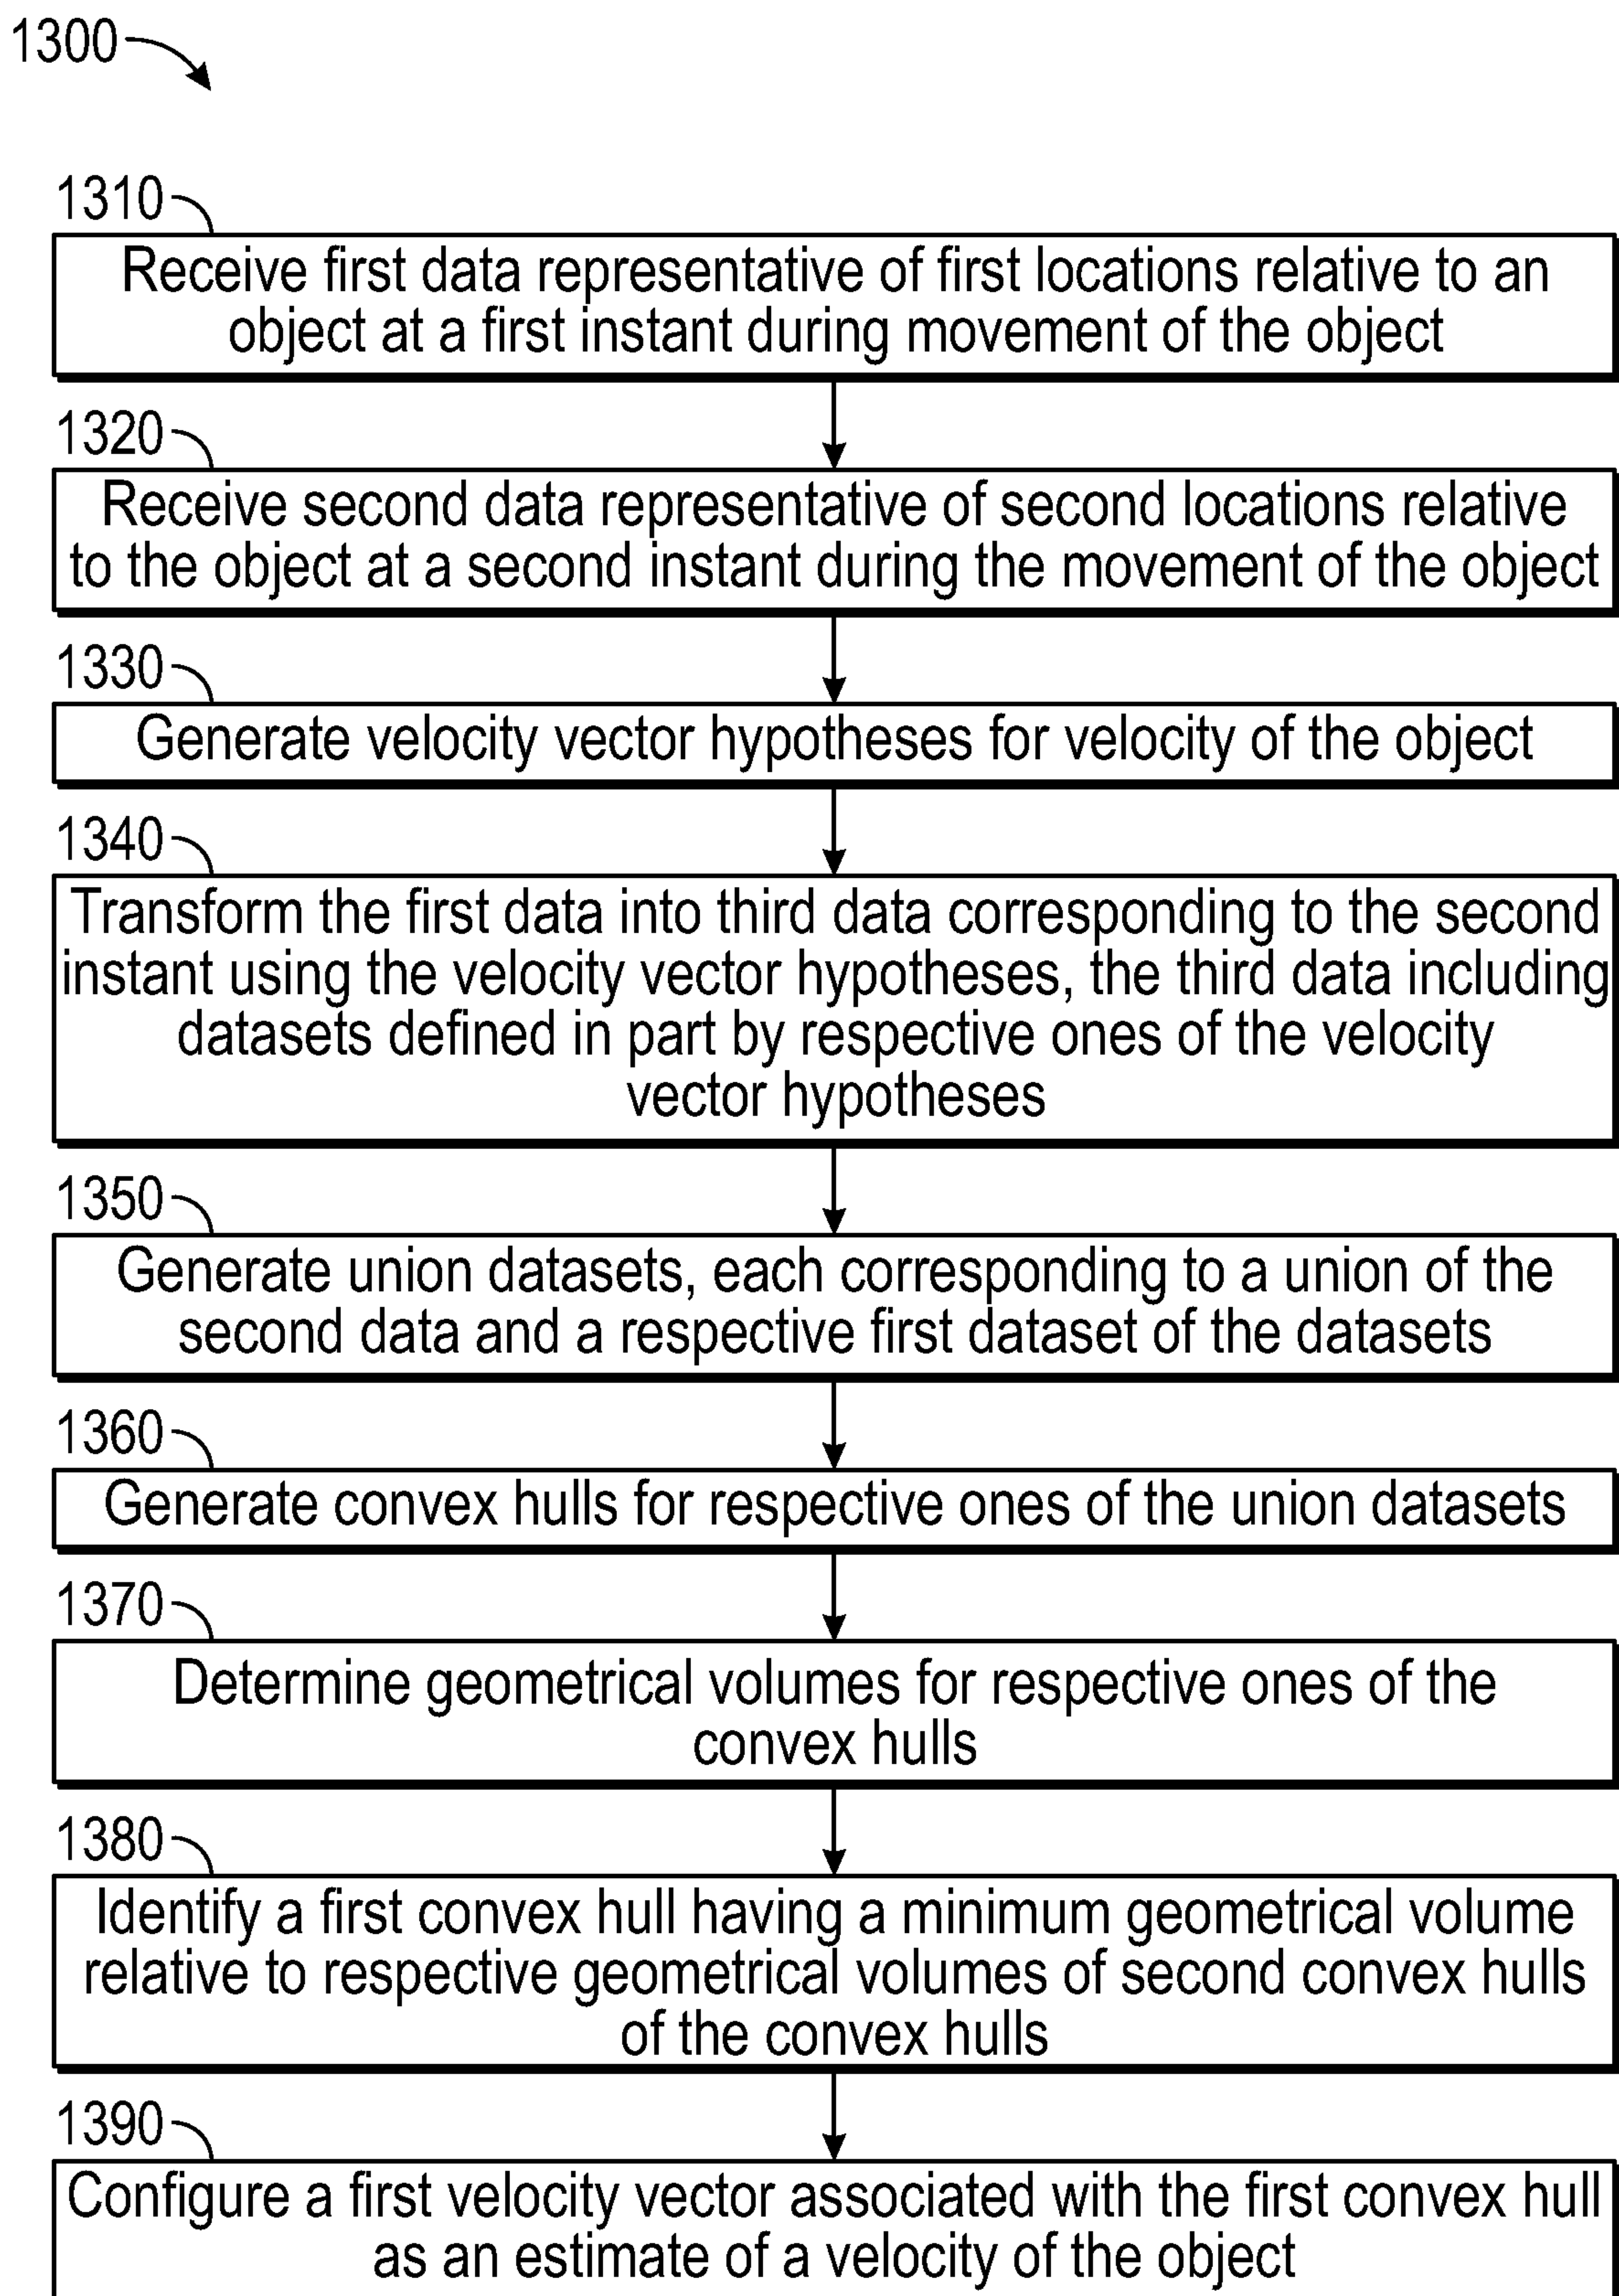 1300
1310
Receive first data representative of first locations relative to an
object at a first instant during movement of the object
1320
Receive second data representative of second locations relative
to the object at a second instant during the movement of the object
1330
Generate velocity vector hypotheses for velocity of the object
1340
Transform the first data into third data corresponding to the second
instant using the velocity vector hypotheses, the third data including
datasets defined in part by respective ones of the velocity
vector hypotheses
1350
Generate union datasets, each corresponding to a union of the
second data and a respective first dataset of the datasets
1360
Generate convex hulls for respective ones of the union datasets
1370
Determine geometrical volumes for respective ones of the
convex hulls
1380
Identify a first convex hull having a minimum geometrical volume
relative to respective geometrical volumes of second convex hulls
of the convex hulls
1390
Configure a first velocity vector associated with the first convex hull
as an estimate of a velocity of the object